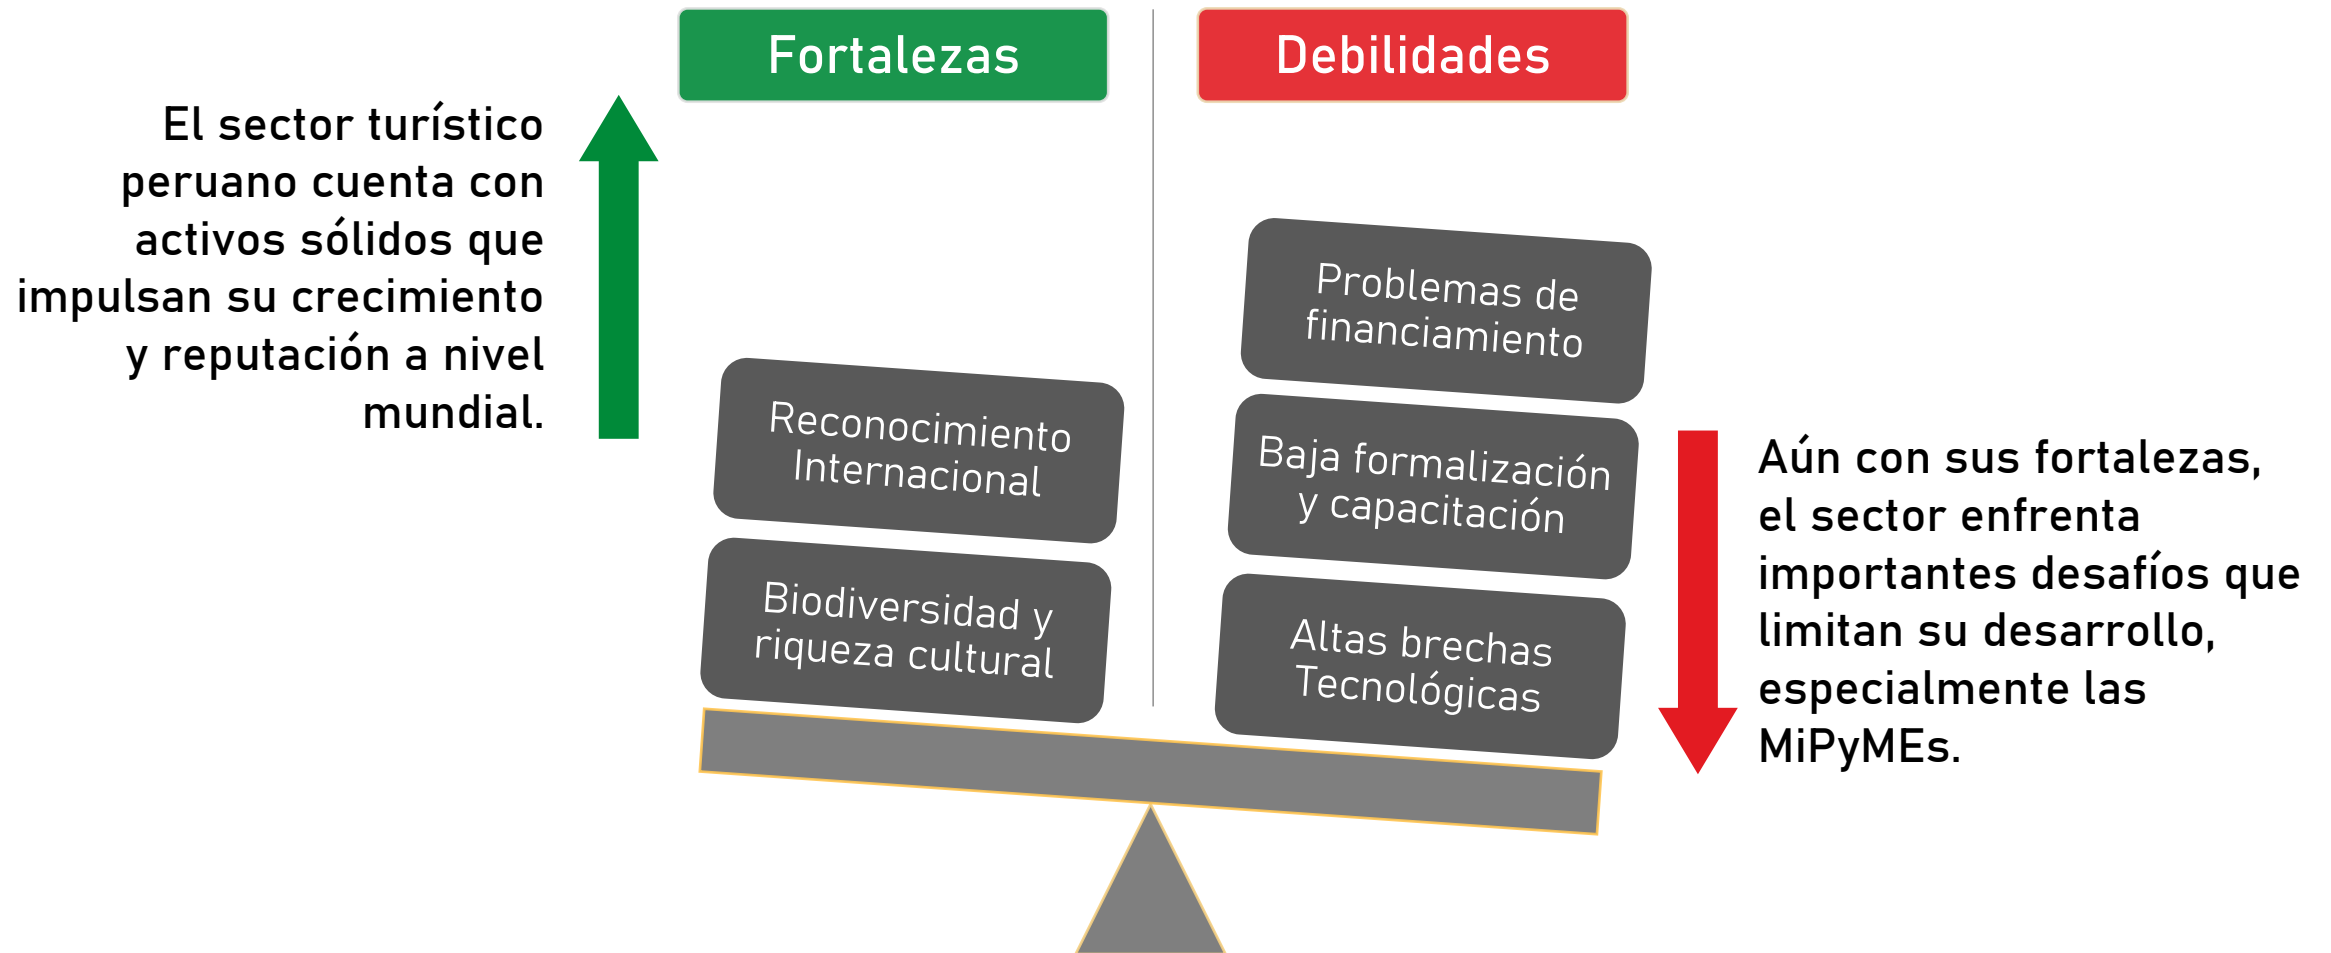 Fortalezas
Debilidades
El sector turístico
peruano cuenta con
activos sólidos que
impulsan su crecimiento
y reputación a nivel
mundial.
Reconocimiento
Internacional
Biodiversidad y
riqueza cultural
Problemas de
financiamiento
Baja formalización
y capacitación
Altas brechas
Tecnológicas
Aún con sus fortalezas,
el sector enfrenta
importantes desafíos que
limitan su desarrollo,
especialmente las
MiPyMEs.